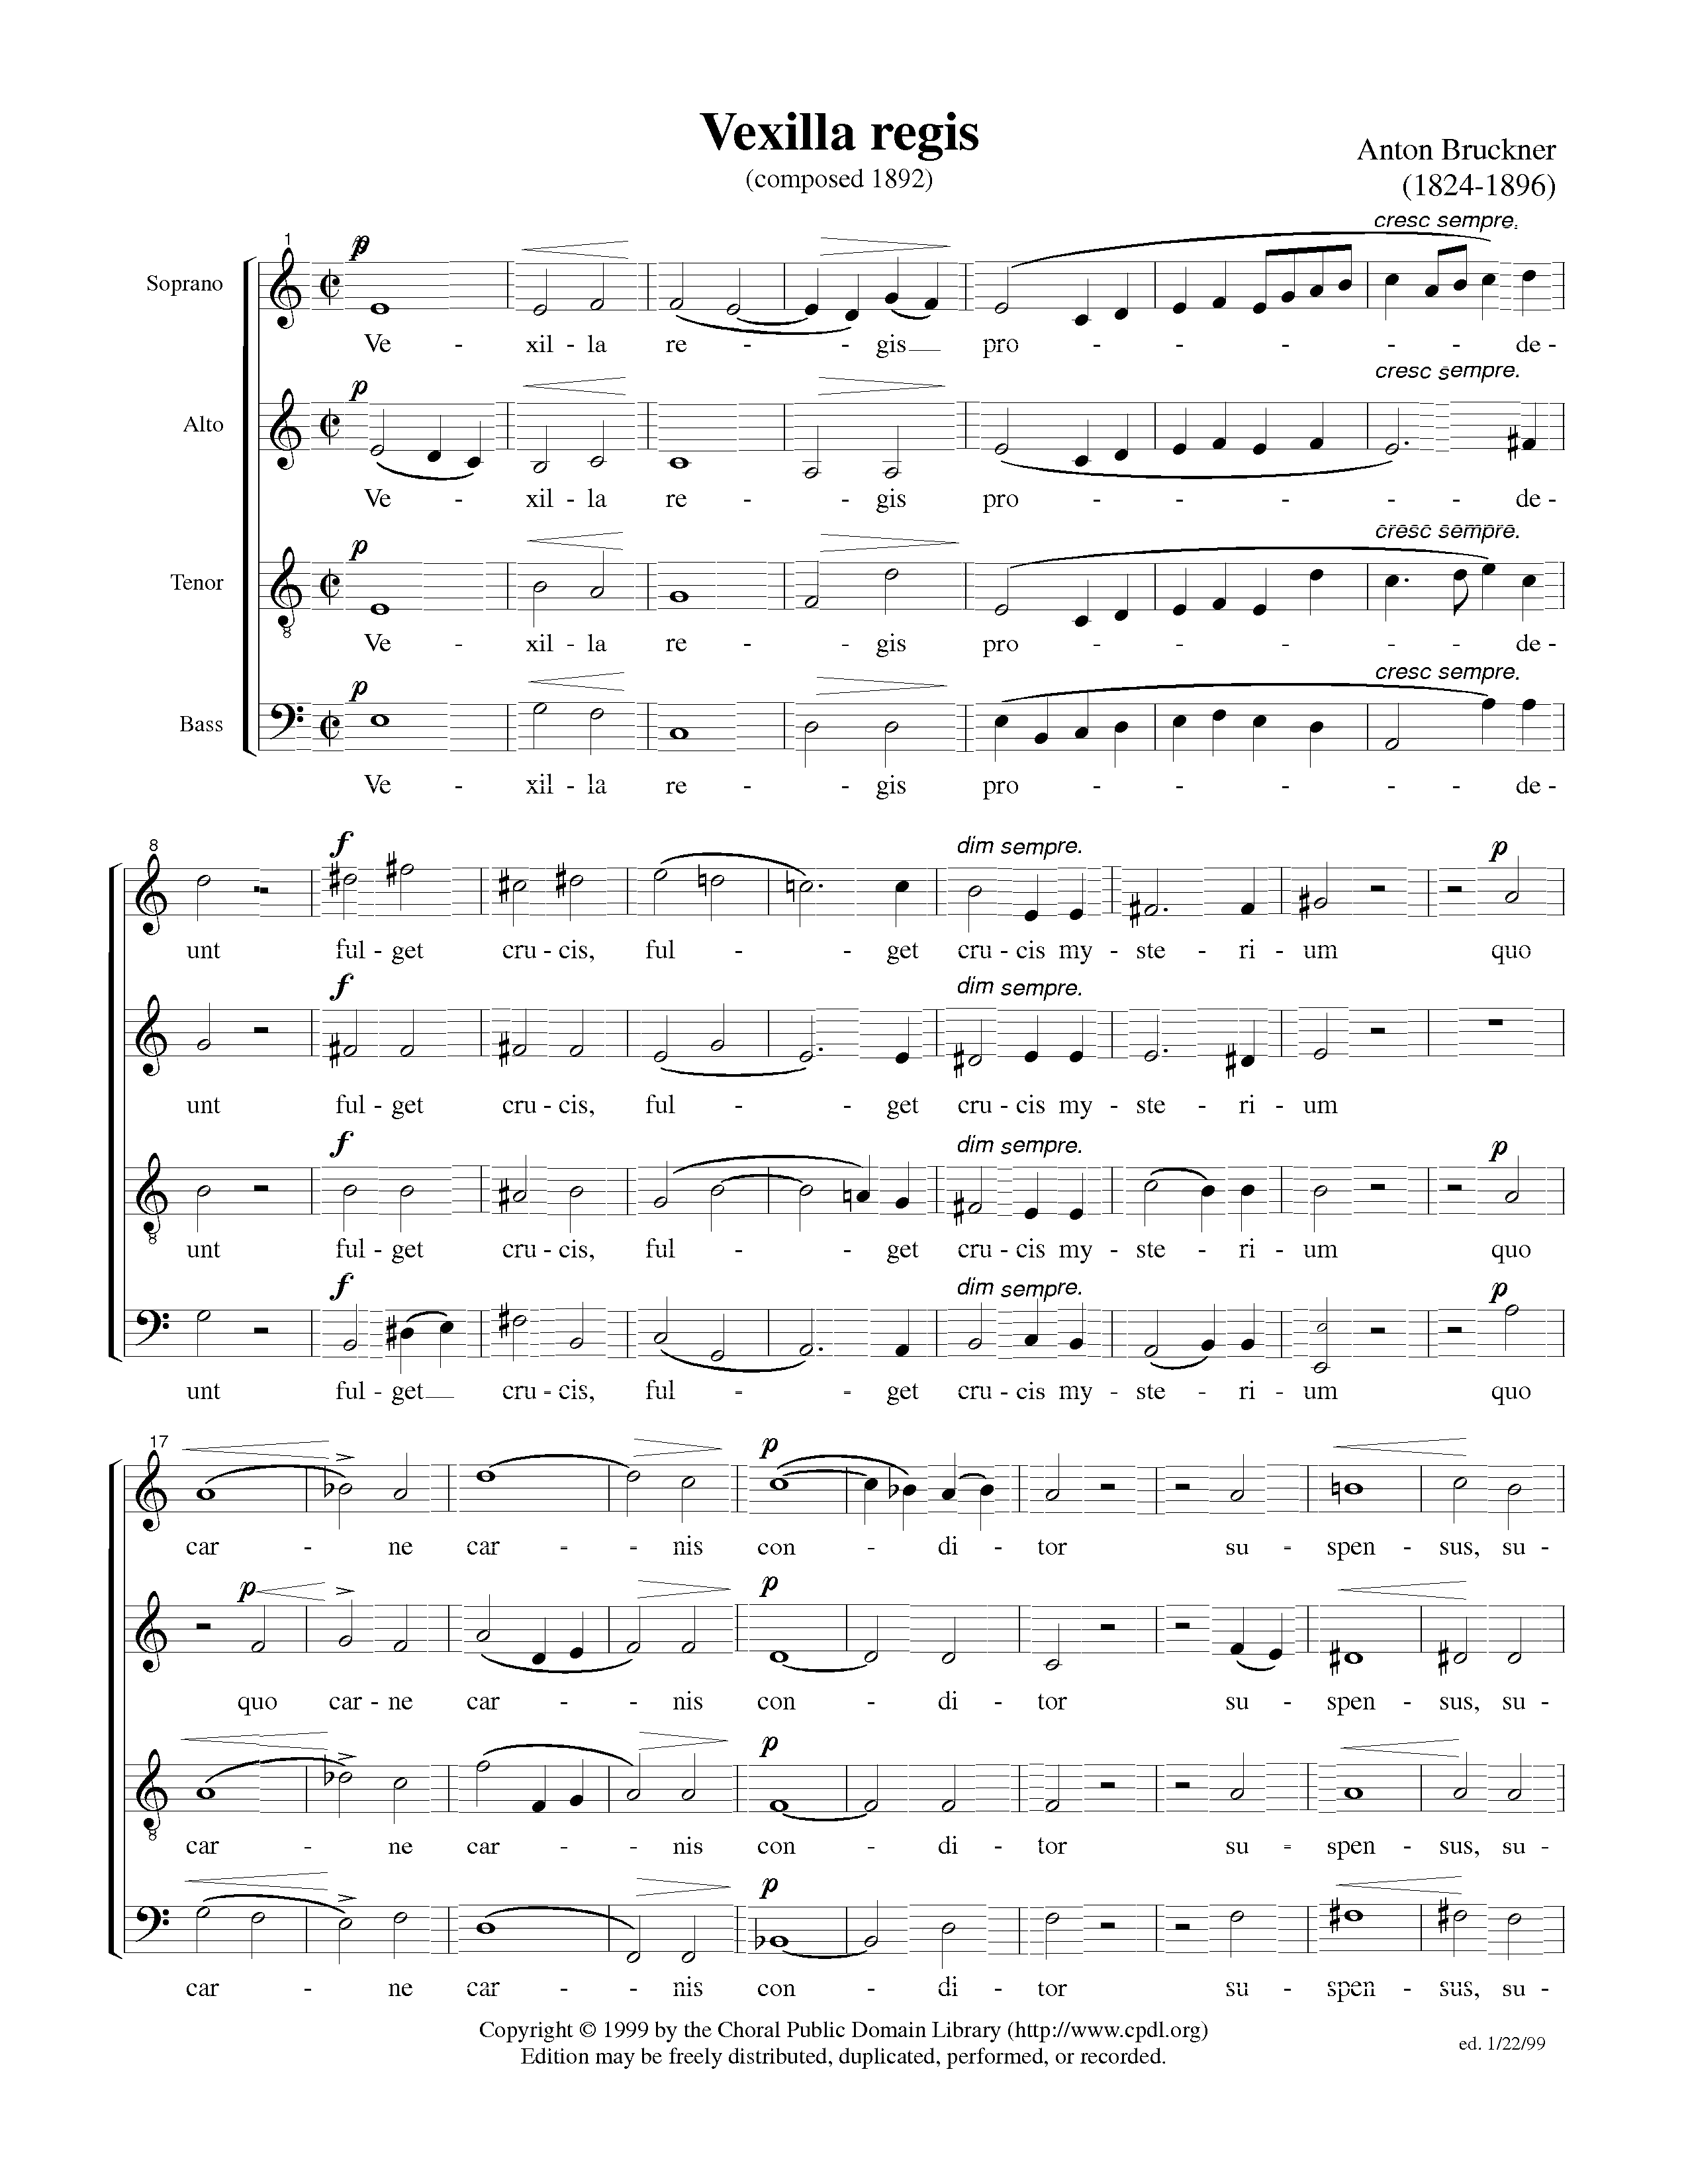 Vexilla regis
(composed 1892)
Anton Bruckner
(1824-1896)
cresc sempre.
1
p
Soprano
Ve - xil - la re - - gis pro - - - - - - de -
cresc sempre.
p
Alto
Ve - xil - la re - - gis pro - - - - - - de -
cresc sempre.
p
Tenor
Ve - xil - la re - - gis pro - - - - - - de -
cresc sempre.
p
Bass
Ve - xil - la re - - gis pro - - - - - - de -
8
f dim sempre. p
unt ful - get cru - cis, ful - - get cru - cis my - ste - ri - um quo
f dim sempre.
unt ful - get cru - cis, ful - - get cru - cis my - ste - ri - um
f dim sempre. p
unt ful - get cru - cis, ful - - get cru - cis my - ste - ri - um quo
f dim sempre. p
unt ful - get cru - cis, ful - - get cru - cis my - ste - ri - um quo
17
p
car - ne car - - nis con - di - tor su - spen - sus, su -
p p
quo car - ne car - - nis con - di - tor su - spen - sus, su -
p
car - ne car - - nis con - di - tor su - spen - sus, su -
p
car - ne car - - nis con - di - tor su - spen - sus, su -
Copyright © 1999 by the Choral Public Domain Library (http://www.cpdl.org)
Edition may be freely distributed, duplicated, performed, or recorded.
ed. 1/22/99